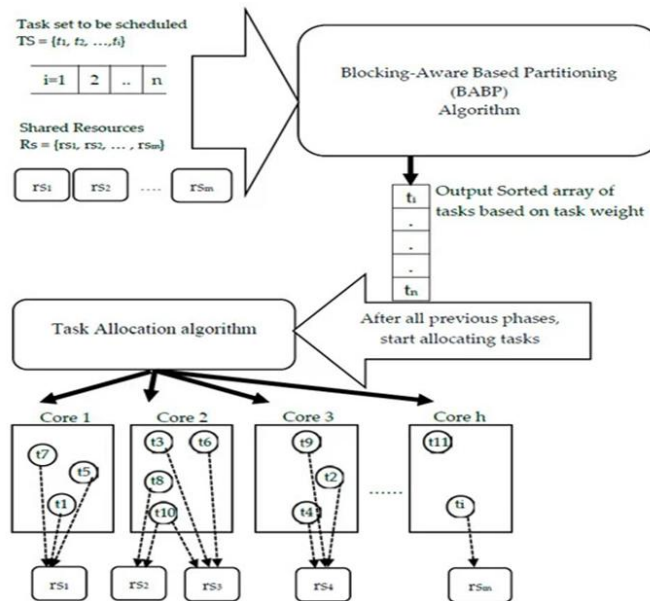 Task set to be scheduled
TS = {t₁, t₂, …,tᵢ}
i=1 2 .. n
Shared Resources
Rs = {rs₁, rs₂, … , rsₘ}
rs₁ rs₂ …. rsₘ
Blocking-Aware Based Partitioning
(BABP)
Algorithm
tᵢ
.
.
.
tₙ
Output Sorted array of
tasks based on task weight
After all previous phases,
start allocating tasks
Task Allocation algorithm
Core 1 Core 2 Core 3 Core h
t7 t5 t1
t3 t6 t8 t10
t9 t2 t4
......
t11 ti
rs₁ rs₂ rs₃ rs₄ rsₘ